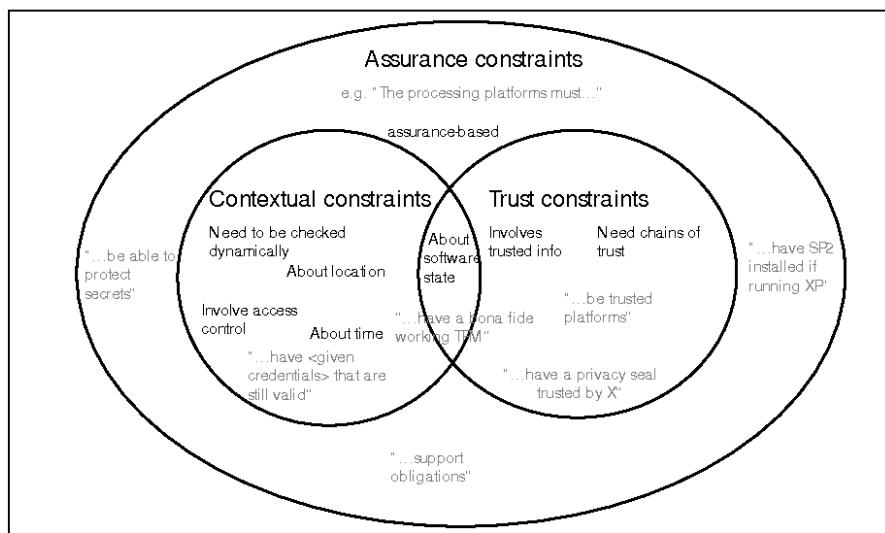 Assurance constraints
e.g. "The processing platforms must…"
assurance-based
Contextual constraints
Need to be checked
dynamically
About location
Involve access
control
About time
"…have <given
credentials> that are
still valid"
About
software
state
"…have a bona fide
working TPM"
Trust constraints
Involves
trusted info
Need chains of
trust
"…be trusted
platforms"
"…have a privacy seal
trusted by X"
"…be able to
protect
secrets"
"…have SP2
installed if
running XP"
"…support
obligations"